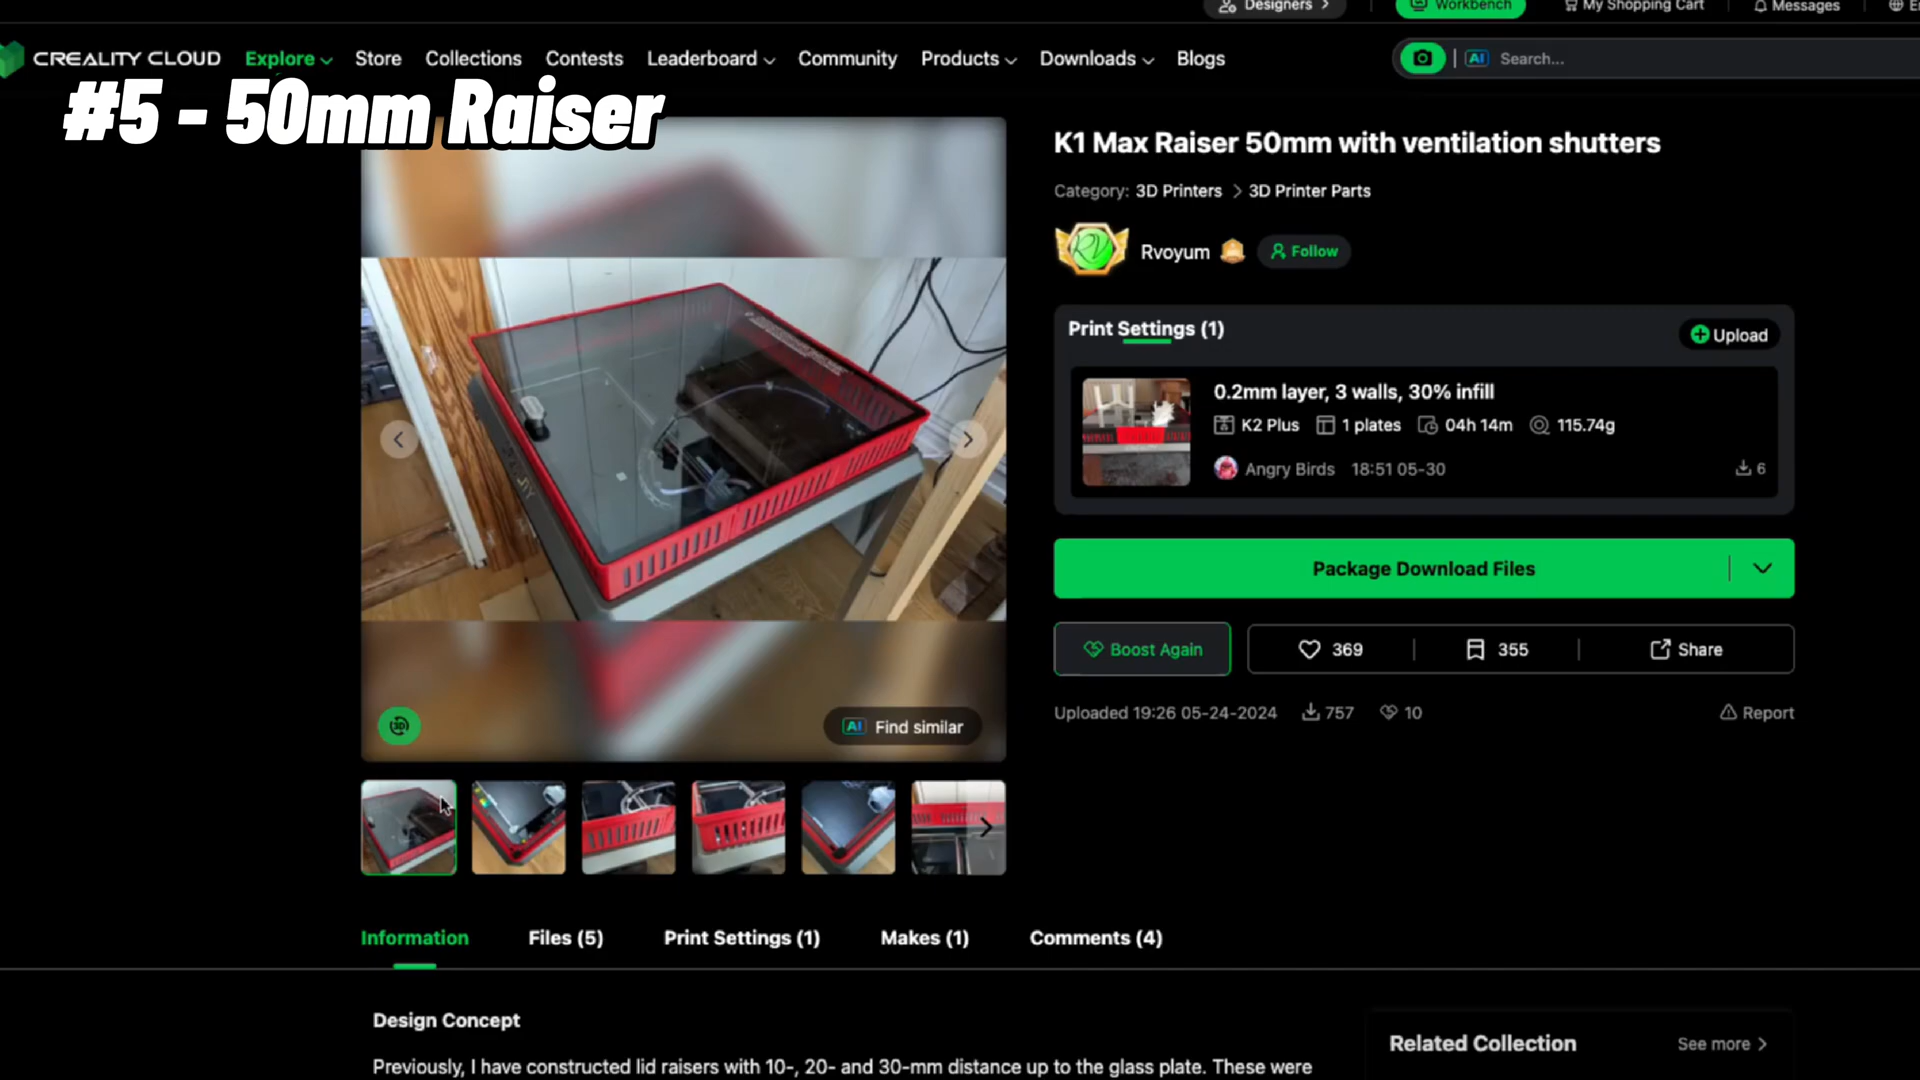 Designers
Workbench
My Shopping Cart
Messages
CREALITY CLOUD
Explore
Store
Collections
Contests
Leaderboard
Community
Products
Downloads
Blogs
AI Search...
#5 - 50mm Raiser
K1 Max Raiser 50mm with ventilation shutters
Category: 3D Printers > 3D Printer Parts
RV
Rvoyum
Follow
Print Settings (1)
Upload
0.2mm layer, 3 walls, 30% infill
K2 Plus 1 plates 04h 14m 115.74g
Angry Birds 18:51 05-30
6
Package Download Files
Boost Again
369
355
Share
Uploaded 19:26 05-24-2024 757 10
Report
3D
AI Find similar
Information
Files (5)
Print Settings (1)
Makes (1)
Comments (4)
Design Concept
Previously, I have constructed lid raisers with 10-, 20- and 30-mm distance up to the glass plate. These were
Related Collection
See more >